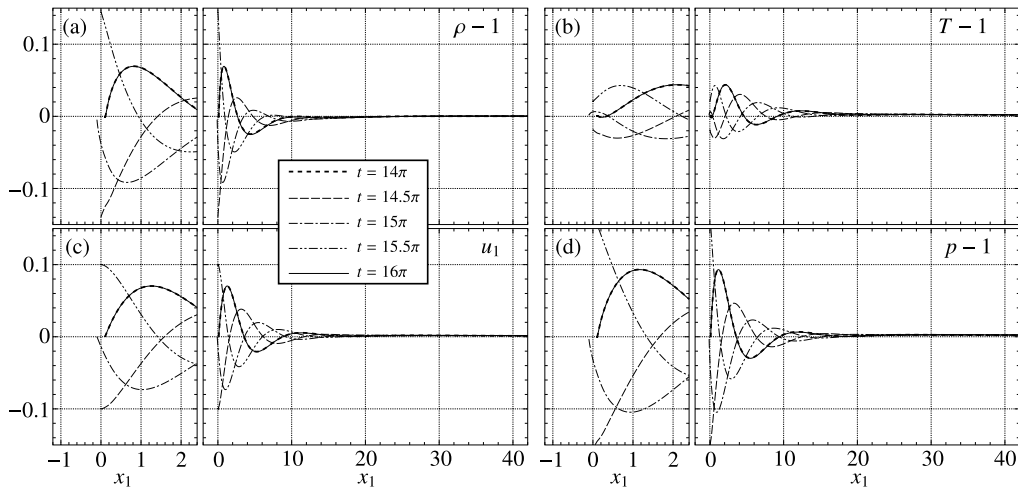 (a) ρ − 1
(b) T − 1
0.1
0
−0.1
t = 14π
t = 14.5π
t = 15π
t = 15.5π
t = 16π
(c) u₁
(d) p − 1
0.1
0
−0.1
−1 0 1 2 0 10 20 30 40
−1 0 1 2 0 10 20 30 40
x₁ x₁ x₁ x₁